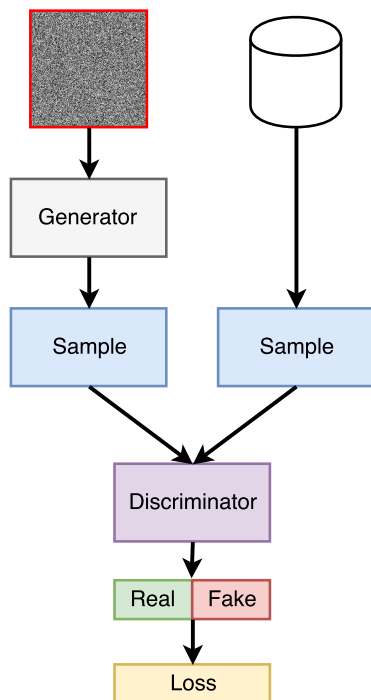 Generator
Sample
Sample
Discriminator
Real
Fake
Loss